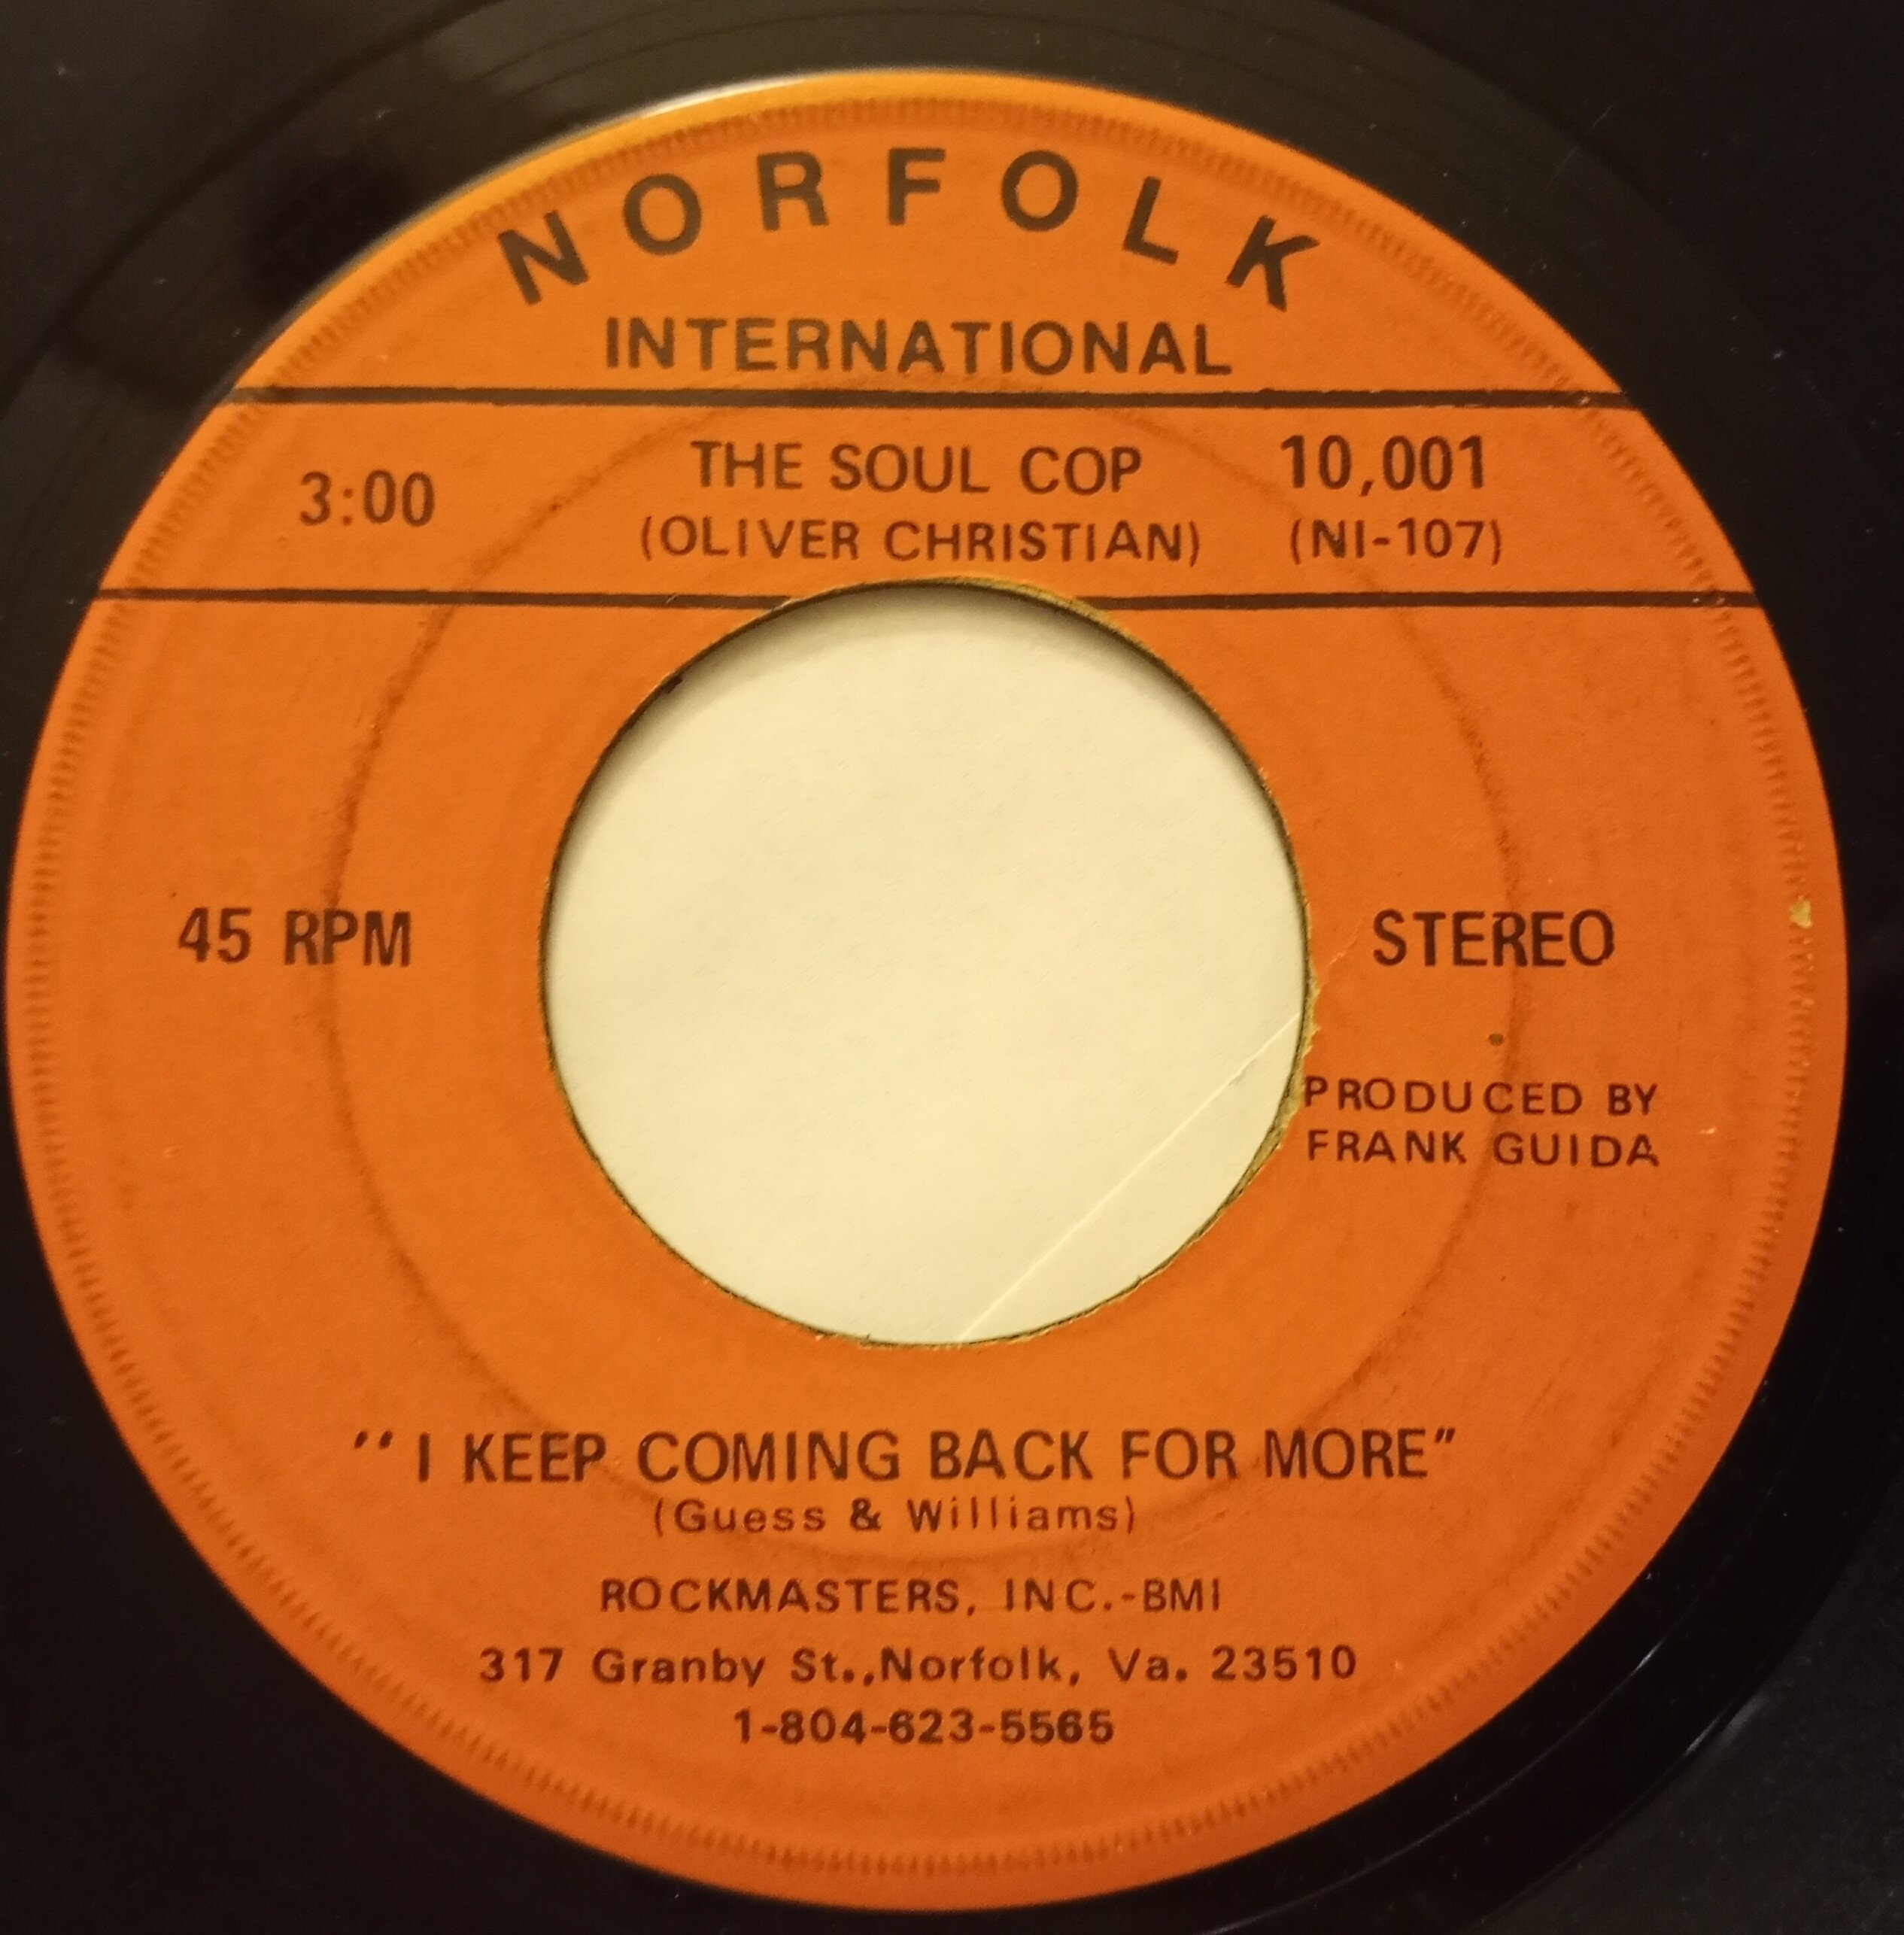 NORFOLK
INTERNATIONAL
3:00
THE SOUL COP
(OLIVER CHRISTIAN)
10,001
(NI-107)
45 RPM
STEREO
PRODUCED BY
FRANK GUIDA
"I KEEP COMING BACK FOR MORE"
(Guess & Williams)
ROCKMASTERS, INC.-BMI
317 Granby St.,Norfolk, Va. 23510
1-804-623-5565